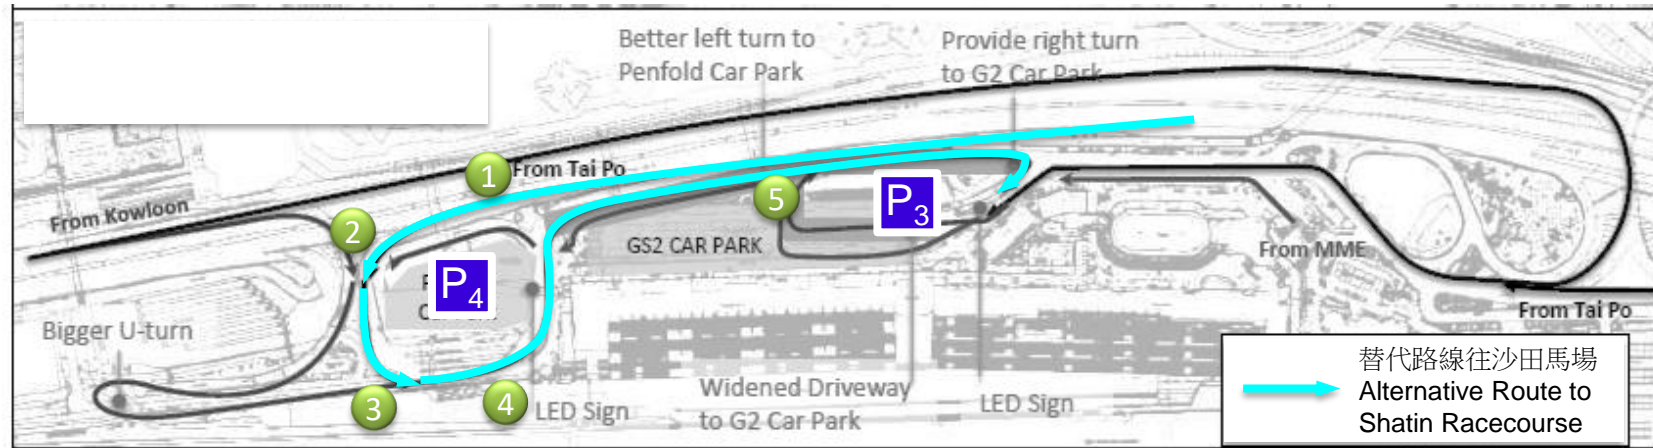 Better left turn to
Penfold Car Park
Provide right turn
to G2 Car Park
1
From Tai Po
From Kowloon
2
5
P3
GS2 CAR PARK
From MME
P4
Bigger U-turn
From Tai Po
3
4
LED Sign
Widened Driveway
to G2 Car Park
LED Sign
替代路線往沙田馬場
Alternative Route to
Shatin Racecourse